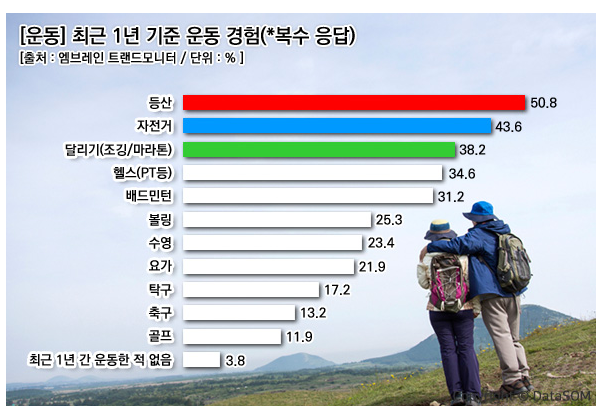 [운동] 최근 1년 기준 운동 경험(*복수 응답)
[출처 : 엠브레인 트랜드모니터 / 단위 : % ]
등산 50.8
자전거 43.6
달리기(조깅/마라톤) 38.2
헬스(PT등) 34.6
배드민턴 31.2
볼링 25.3
수영 23.4
요가 21.9
탁구 17.2
축구 13.2
골프 11.9
최근 1년 간 운동한 적 없음 3.8
DataSOM